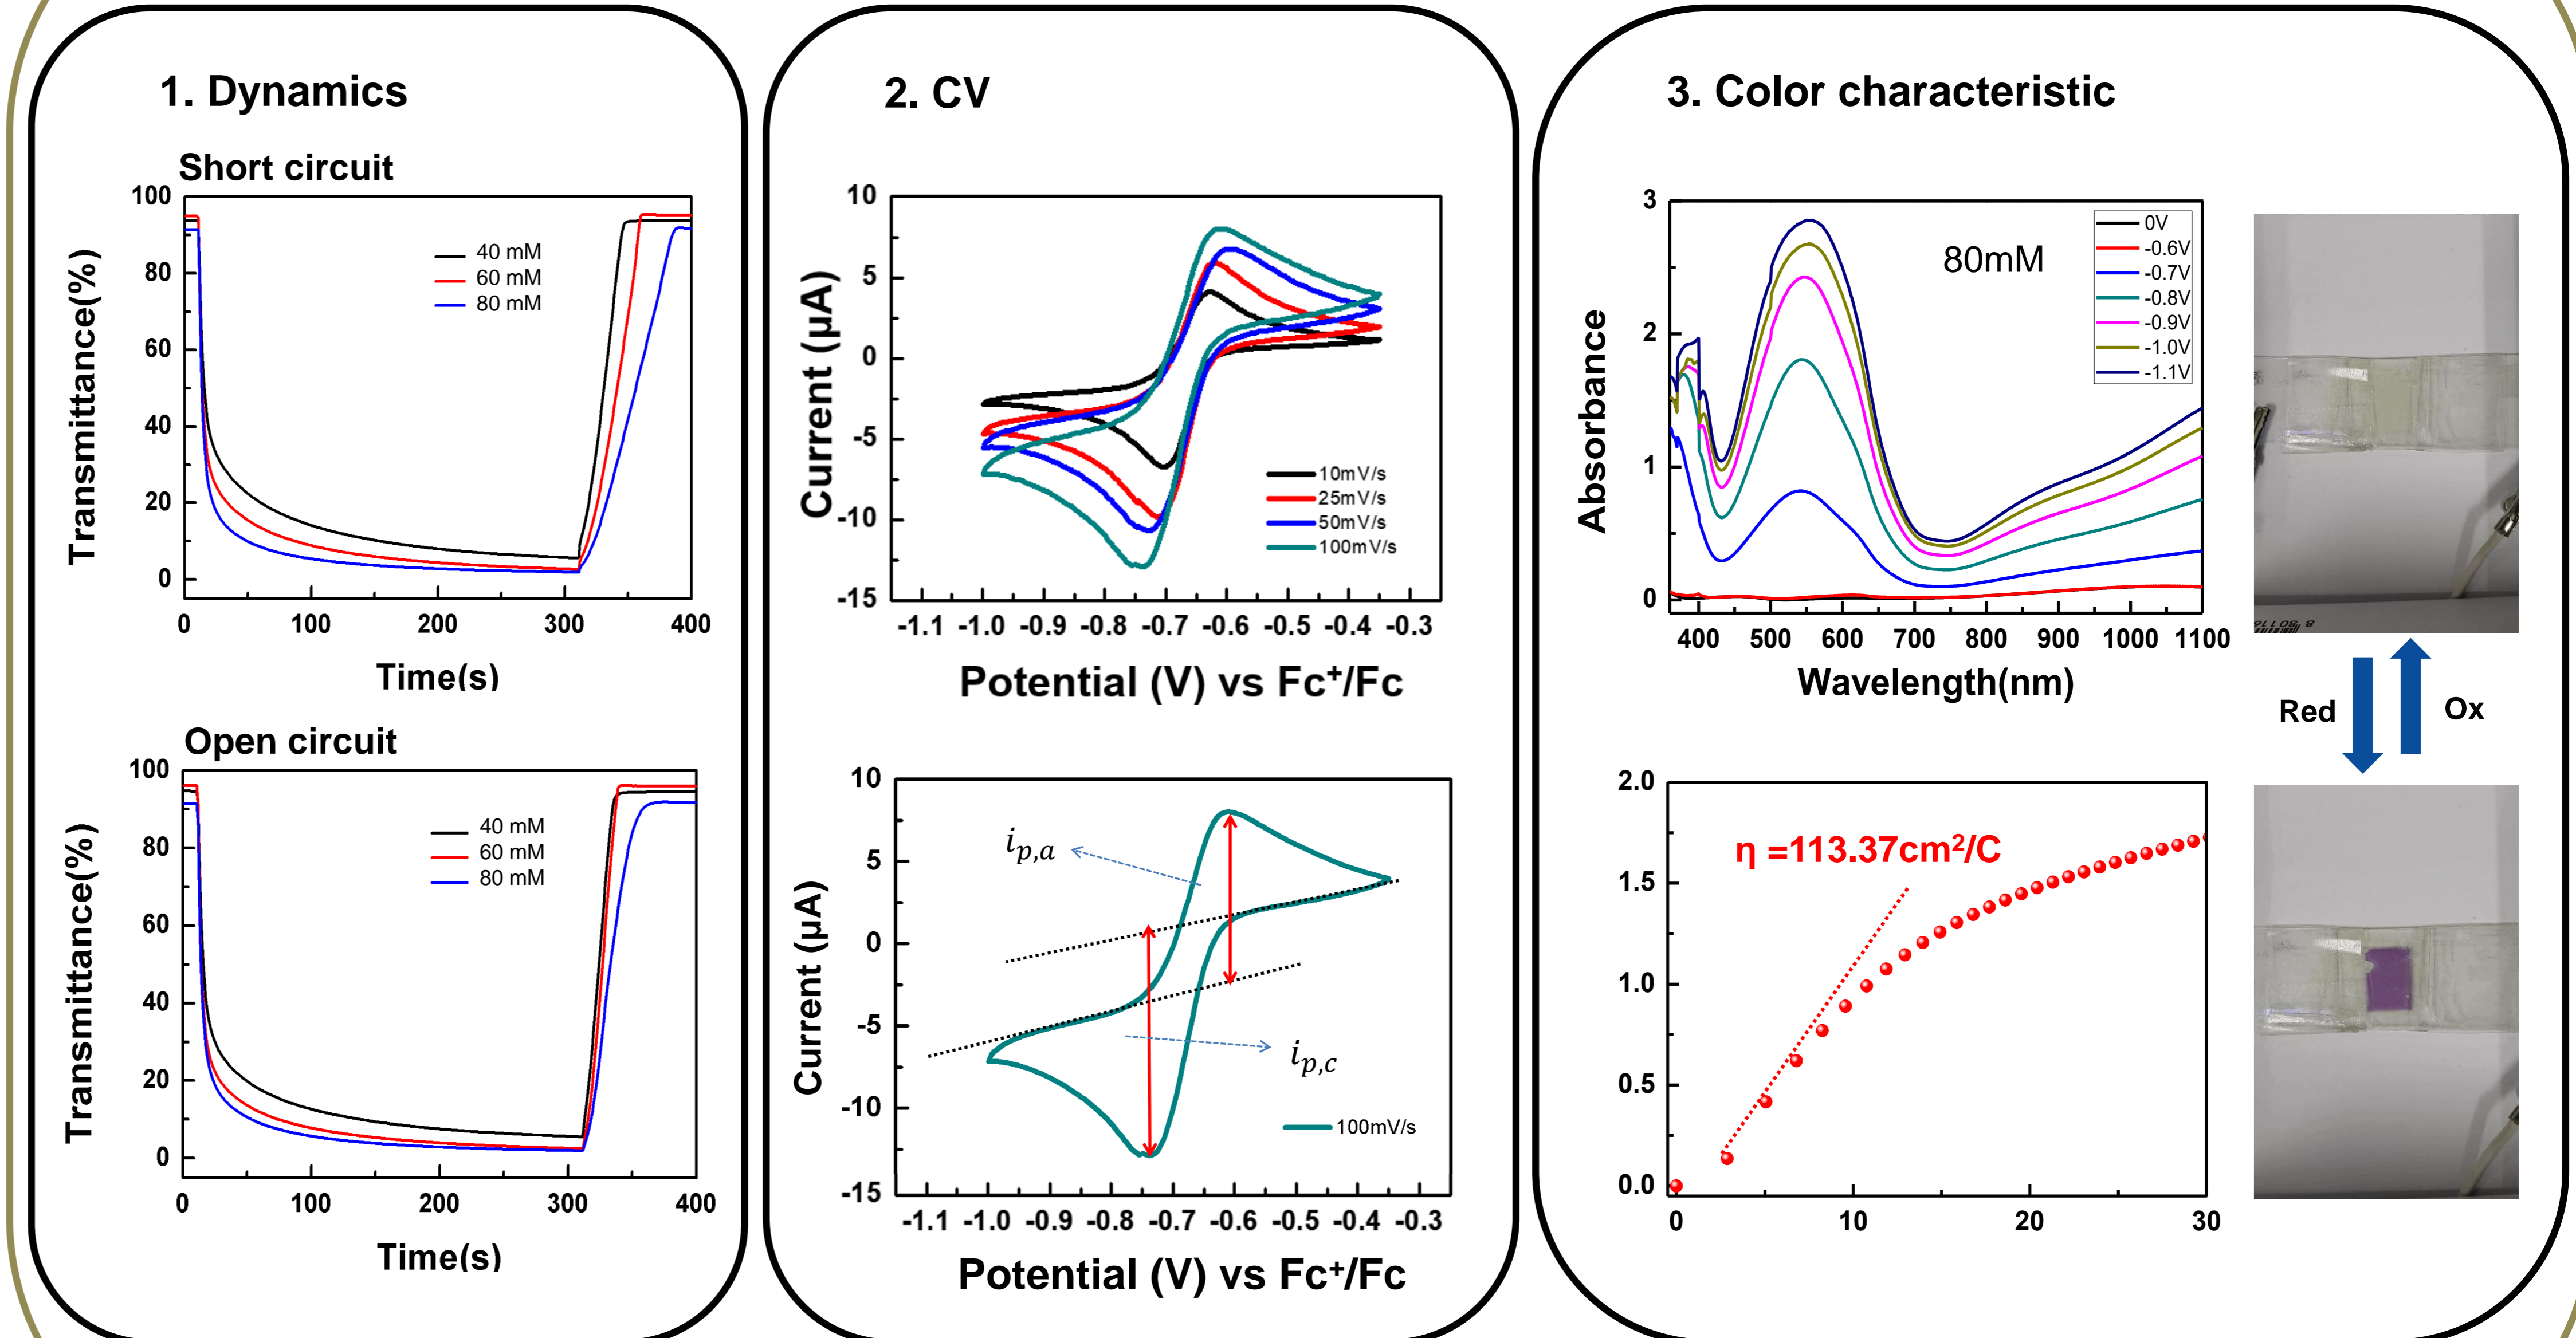 1. Dynamics
Short circuit
Transmittance(%)
100
80
60
40
20
0
40 mM
60 mM
80 mM
0 100 200 300 400
Time(s)
Open circuit
Transmittance(%)
100
80
60
40
20
0
40 mM
60 mM
80 mM
0 100 200 300 400
Time(s)
2. CV
Current (μA)
10
5
0
-5
-10
-15
10mV/s
25mV/s
50mV/s
100mV/s
-1.1 -1.0 -0.9 -0.8 -0.7 -0.6 -0.5 -0.4 -0.3
Potential (V) vs Fc⁺/Fc
Current (μA)
10
5
0
-5
-10
-15
i_{p,a}
i_{p,c}
100mV/s
-1.1 -1.0 -0.9 -0.8 -0.7 -0.6 -0.5 -0.4 -0.3
Potential (V) vs Fc⁺/Fc
3. Color characteristic
Absorbance
3
2
1
0
80mM
0V
-0.6V
-0.7V
-0.8V
-0.9V
-1.0V
-1.1V
400 500 600 700 800 900 1000 1100
Wavelength(nm)
Red
Ox
2.0
1.5
1.0
0.5
0.0
η =113.37cm²/C
0 10 20 30